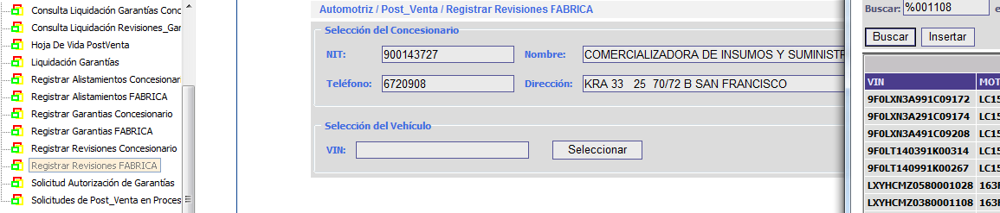 Consulta Liquidación Garantías Conc
Consulta Liquidación Revisiones_Gar
Hoja De Vida PostVenta
Liquidación Garantías
Registrar Alistamientos Concesionar
Registrar Alistamientos FABRICA
Registrar Garantias Concesionario
Registrar Garantias FABRICA
Registrar Revisiones Concesionario
Registrar Revisiones FABRICA
Solicitud Autorización de Garantías
Solicitudes de Post_Venta en Proces
Automotriz / Post_Venta / Registrar Revisiones FABRICA
Selección del Concesionario
NIT: 900143727 Nombre: COMERCIALIZADORA DE INSUMOS Y SUMINISTR
Teléfono: 6720908 Dirección: KRA 33 25 70/72 B SAN FRANCISCO
Selección del Vehículo
VIN: Seleccionar
Buscar: %001108 e
Buscar Insertar
VIN MOT
9F0LXN3A991C09172 LC15
9F0LXN3A291C09174 LC15
9F0LXN3A491C09208 LC15
9F0LT140391K00314 LC15
9F0LT140991K00267 LC15
LXYHCMZ0580001028 163F
LXYHCMZ0380001108 163F